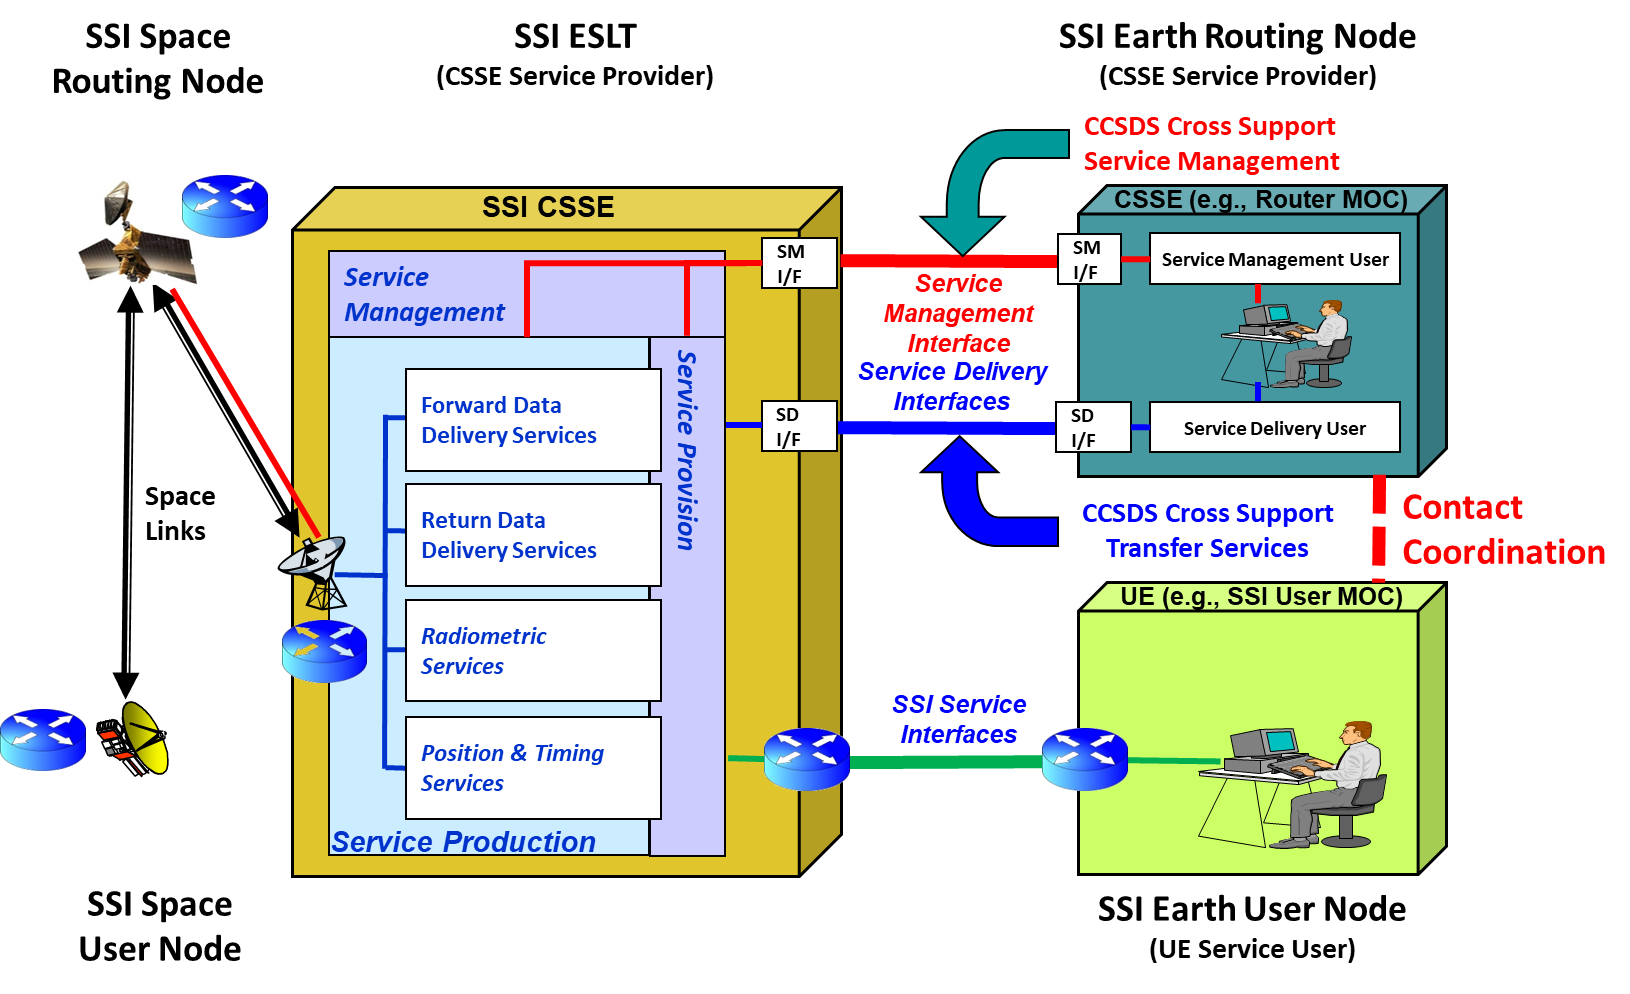 SSI Space
Routing Node
SSI ESLT
(CSSE Service Provider)
SSI Earth Routing Node
(CSSE Service Provider)
CCSDS Cross Support
Service Management
SSI CSSE
CSSE (e.g., Router MOC)
Service
Management
SM
I/F
SM
I/F
Service Management User
Service
Management
Interface
Service Delivery
Interfaces
Service Provision
Forward Data
Delivery Services
SD
I/F
SD
I/F
Service Delivery User
Space
Links
Return Data
Delivery Services
CCSDS Cross Support
Transfer Services
Contact
Coordination
UE (e.g., SSI User MOC)
Radiometric
Services
SSI Service
Interfaces
Position & Timing
Services
Service Production
SSI Space
User Node
SSI Earth User Node
(UE Service User)